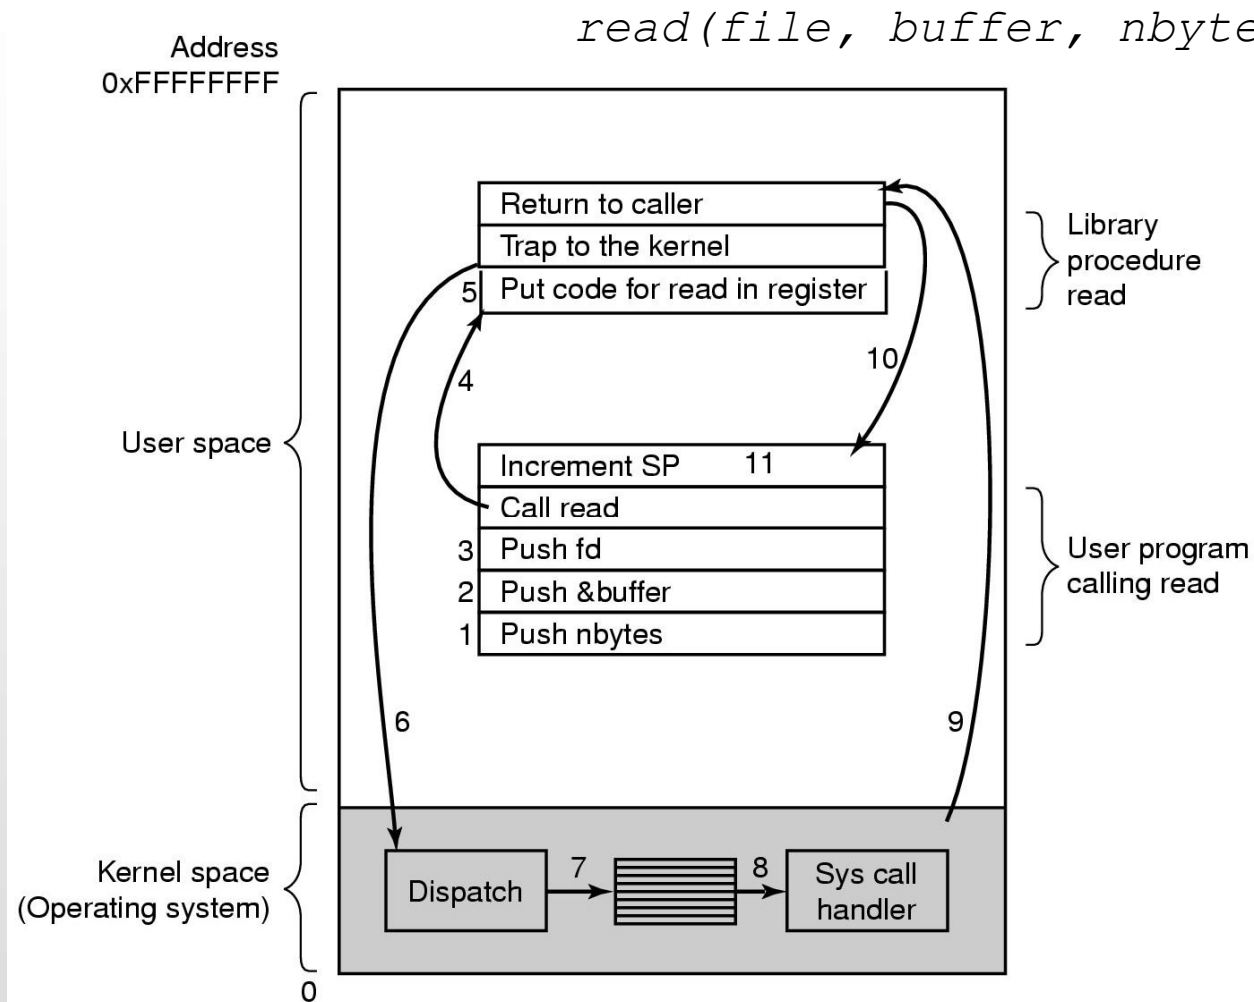 read(file, buffer, nbyte
Address
0xFFFFFFFF
Return to caller
Trap to the kernel
5 Put code for read in register
Library
procedure
read
4
10
User space
Increment SP 11
Call read
3 Push fd
2 Push &buffer
1 Push nbytes
User program
calling read
6
9
Kernel space
(Operating system)
Dispatch
7
8
Sys call
handler
0